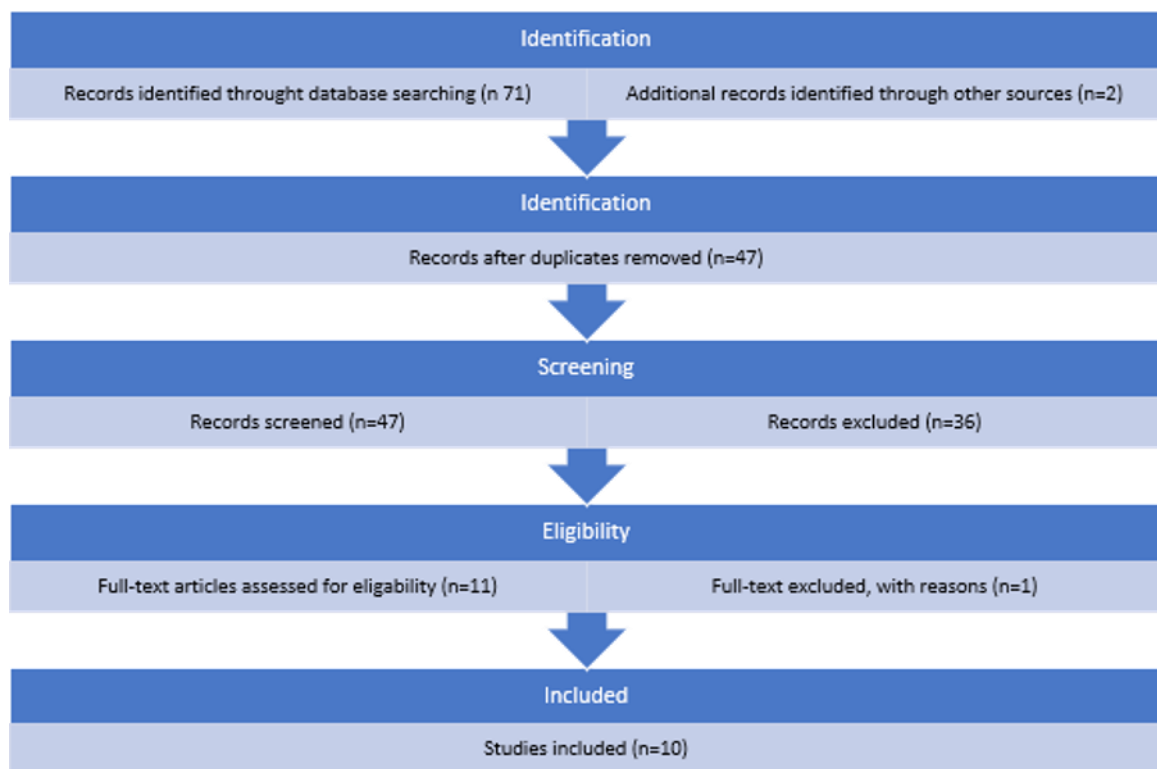 Identification
Records identified throught database searching (n 71)
Additional records identified through other sources (n=2)
Identification
Records after duplicates removed (n=47)
Screening
Records screened (n=47)
Records excluded (n=36)
Eligibility
Full-text articles assessed for eligability (n=11)
Full-text excluded, with reasons (n=1)
Included
Studies included (n=10)